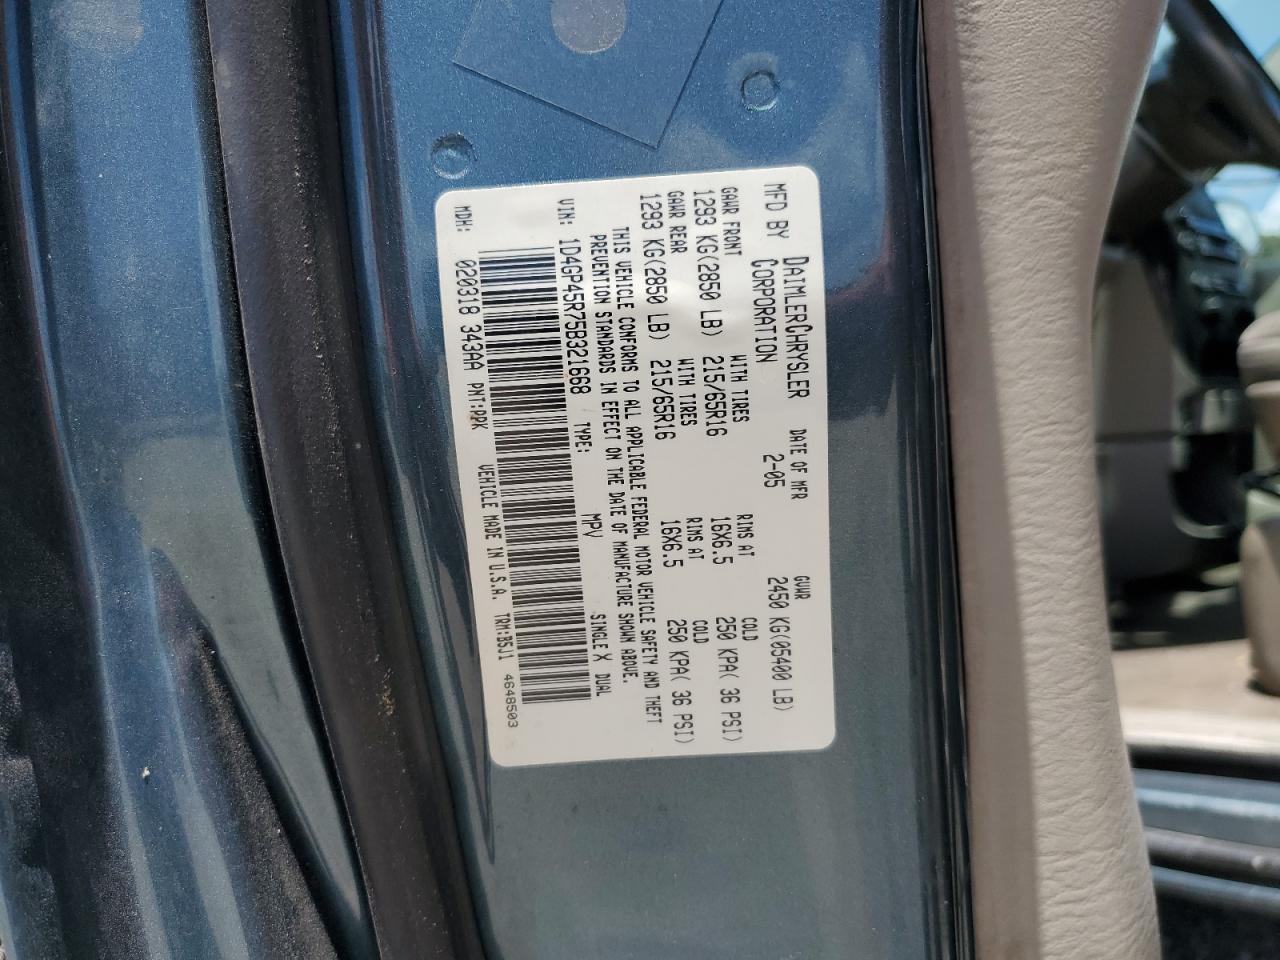 MFD BY DAIMLERCHRYSLER CORPORATION DATE OF MFR 2-05 GVWR 2450 KG(05400 LB)
GAWR FRONT WITH TIRES RIMS AT COLD
1293 KG(2850 LB) 215/65R16 16X6.5 250 KPA( 36 PSI)
GAWR REAR WITH TIRES RIMS AT COLD
1293 KG(2850 LB) 215/65R16 16X6.5 250 KPA( 36 PSI)
THIS VEHICLE CONFORMS TO ALL APPLICABLE FEDERAL MOTOR VEHICLE SAFETY AND THEFT
PREVENTION STANDARDS IN EFFECT ON THE DATE OF MANUFACTURE SHOWN ABOVE.
VIN: 1D4GP45R75B321668 TYPE: MPV SINGLE X DUAL
MDH: 020318 343AA PNT:PPK VEHICLE MADE IN U.S.A. TRM:B5J1 4648503